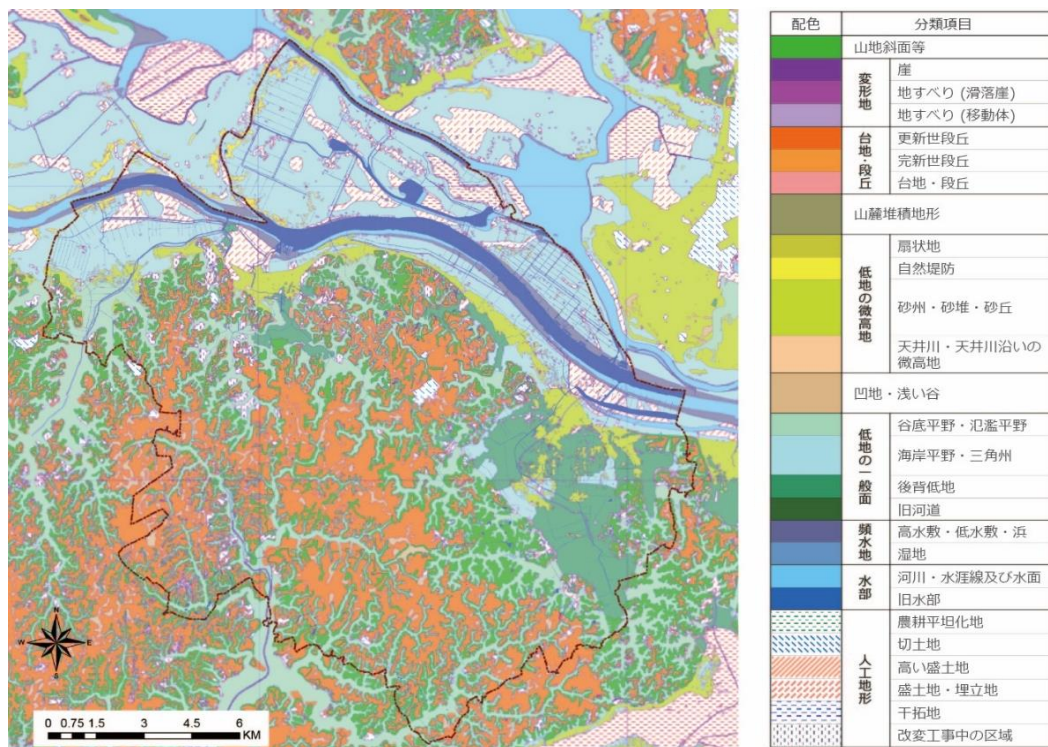 N
W
E
S
0 0.75 1.5 3 4.5 6
KM
配色 分類項目
山地斜面等
変形地
崖
地すべり (滑落崖)
地すべり (移動体)
台地・段丘
更新世段丘
完新世段丘
台地・段丘
山麓堆積地形
低地の微高地
扇状地
自然堤防
砂州・砂堆・砂丘
天井川・天井川沿いの
微高地
凹地・浅い谷
低地の一般面
谷底平野・氾濫平野
海岸平野・三角州
後背低地
旧河道
頻水地
高水敷・低水敷・浜
湿地
水部
河川・水涯線及び水面
旧水部
人工地形
農耕平坦化地
切土地
高い盛土地
盛土地・埋立地
干拓地
改変工事中の区域